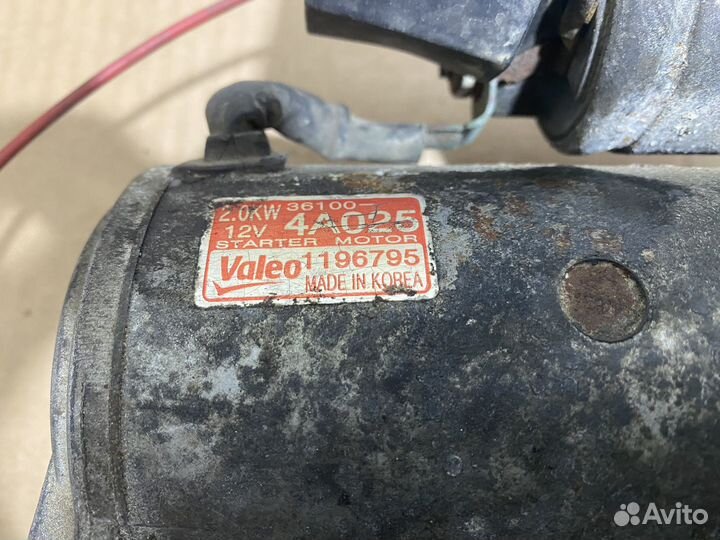 2.0KW 36100-
12V 4A025
STARTER MOTOR
Valeo 1196795
MADE IN KOREA
Avito